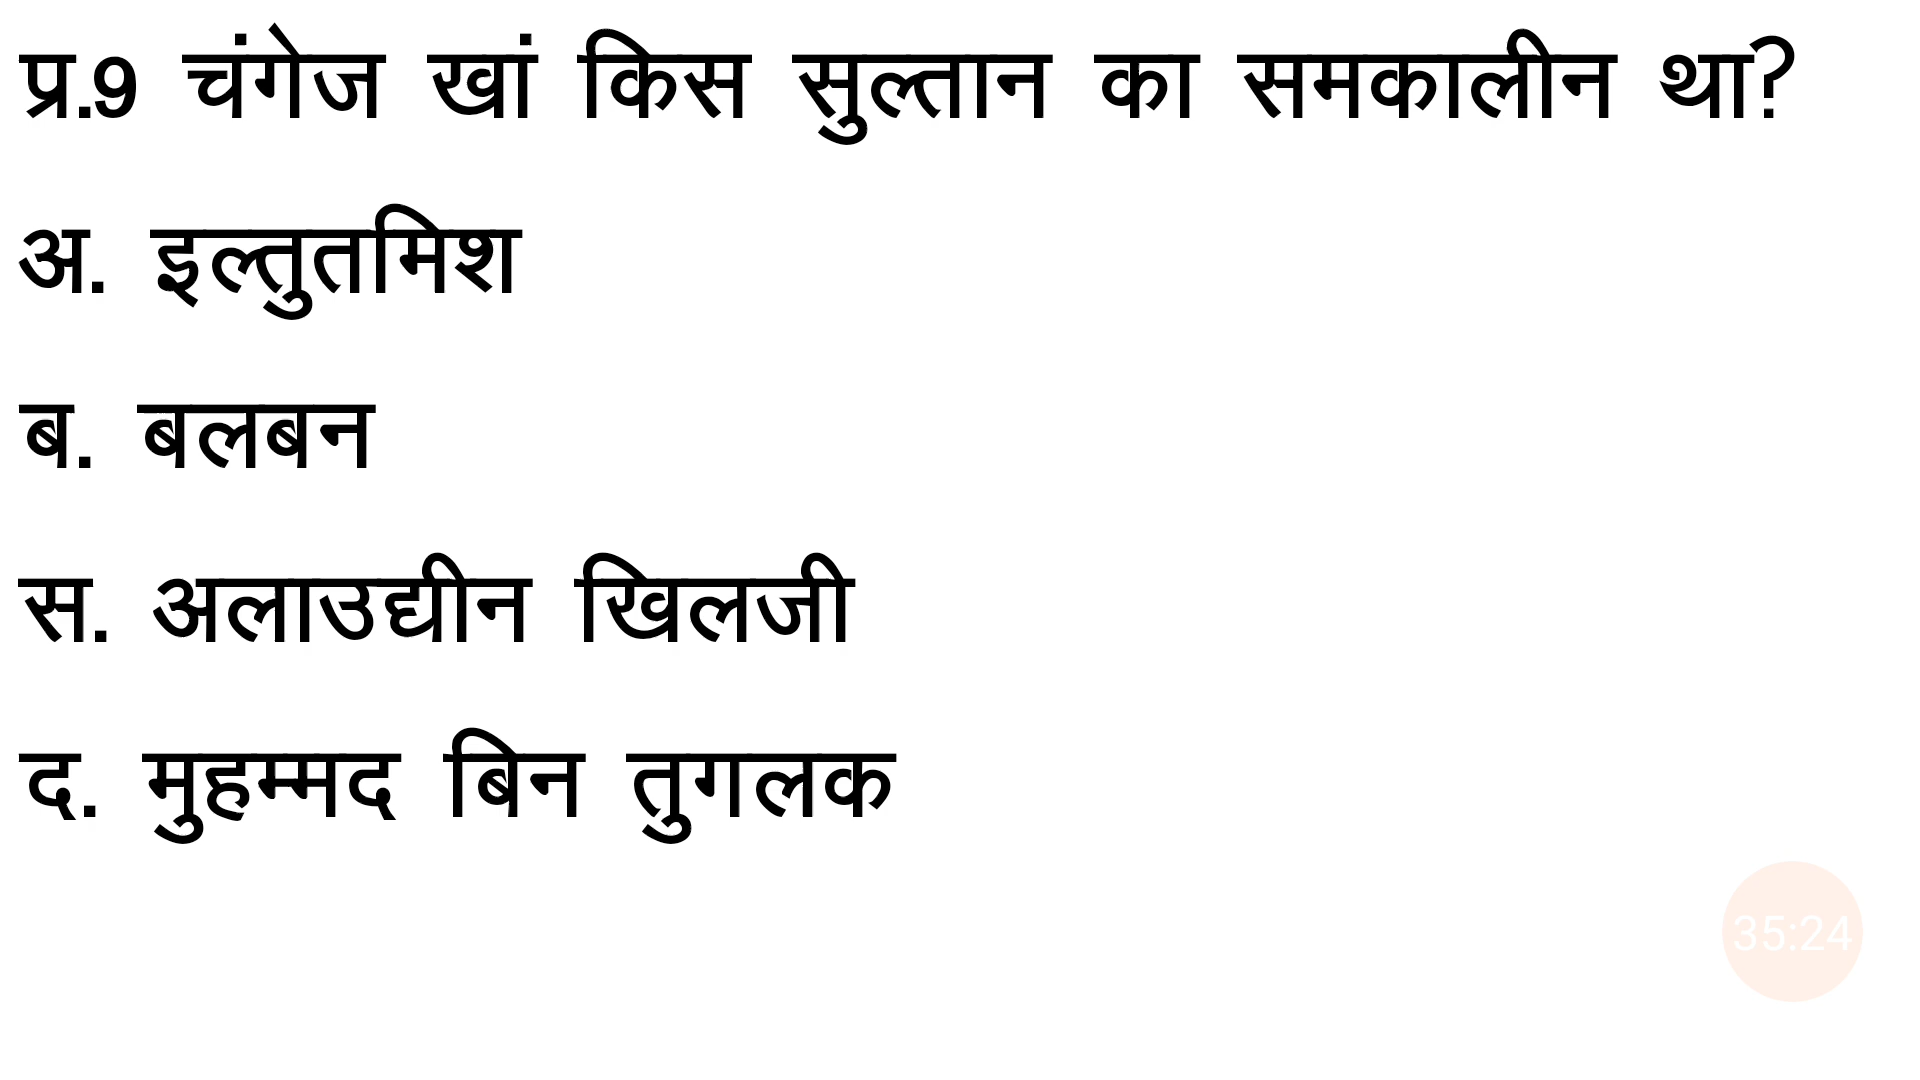 प्र.9 चंगेज खां किस सुल्तान का समकालीन था?
अ. इल्तुतमिश
ब. बलबन
स. अलाउद्यीन खिलजी
द. मुहम्मद बिन तुगलक
35:24